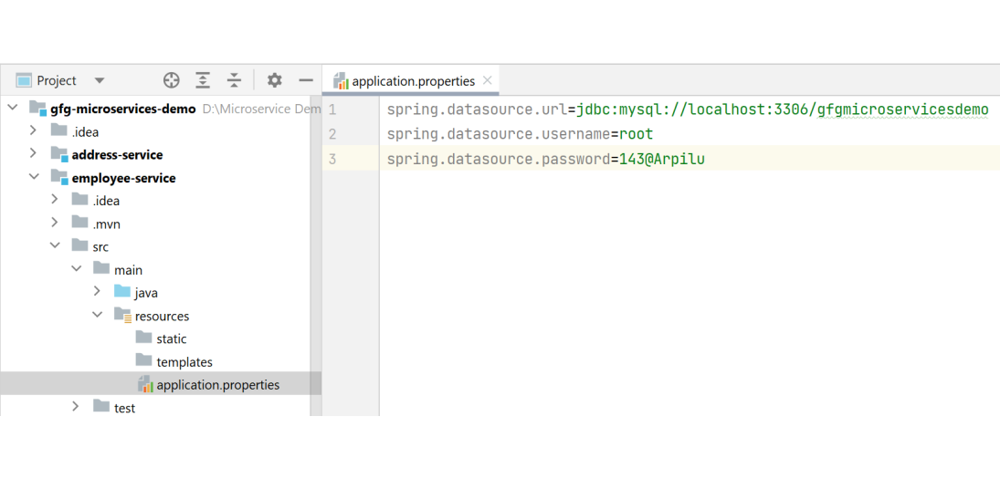 Project
application.properties
gfg-microservices-demo D:\Microservice Dem
.idea
address-service
employee-service
.idea
.mvn
src
main
java
resources
static
templates
application.properties
test
1 spring.datasource.url=jdbc:mysql://localhost:3306/gfgmicroservicesdemo
2 spring.datasource.username=root
3 spring.datasource.password=143@Arpilu